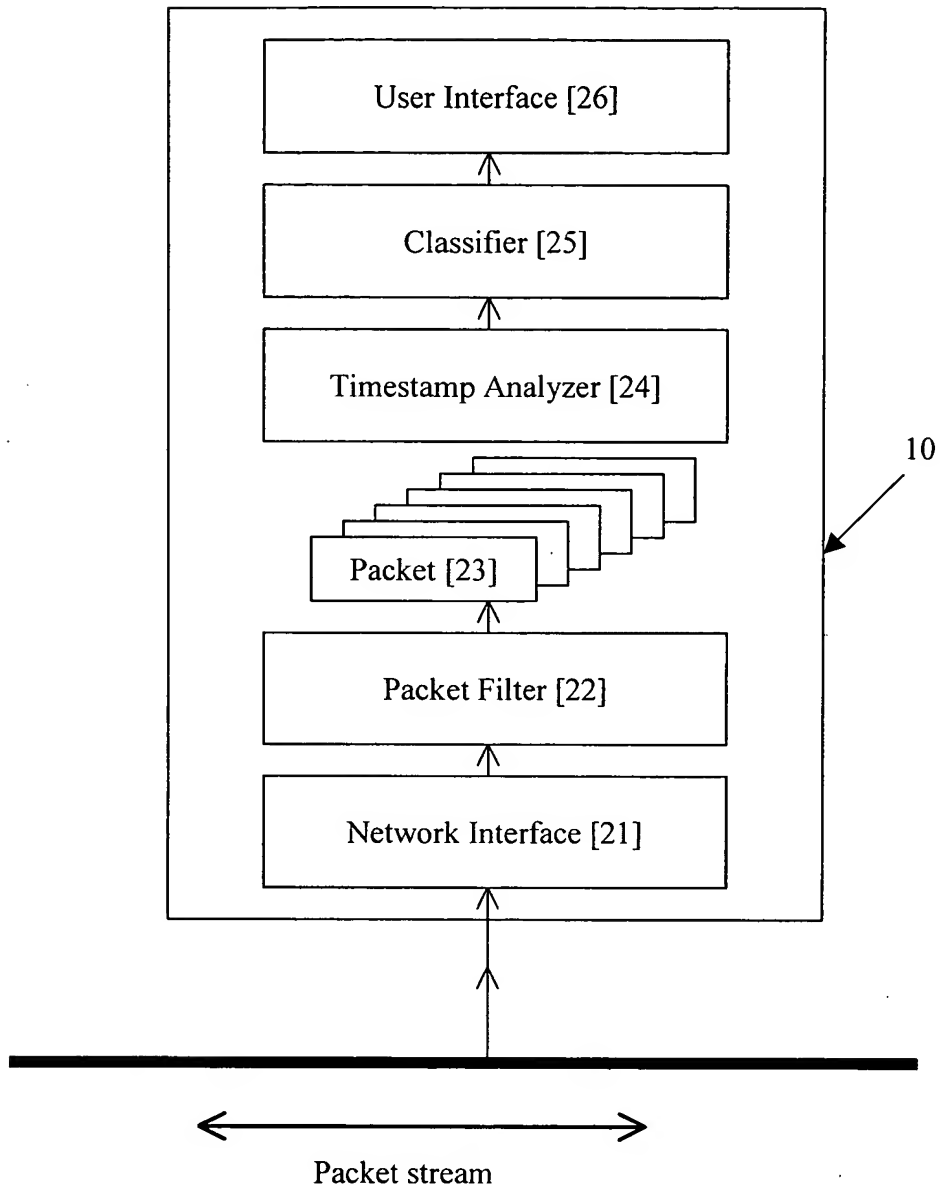 User Interface [26]
Classifier [25]
Timestamp Analyzer [24]
10
Packet [23]
Packet Filter [22]
Network Interface [21]
Packet stream